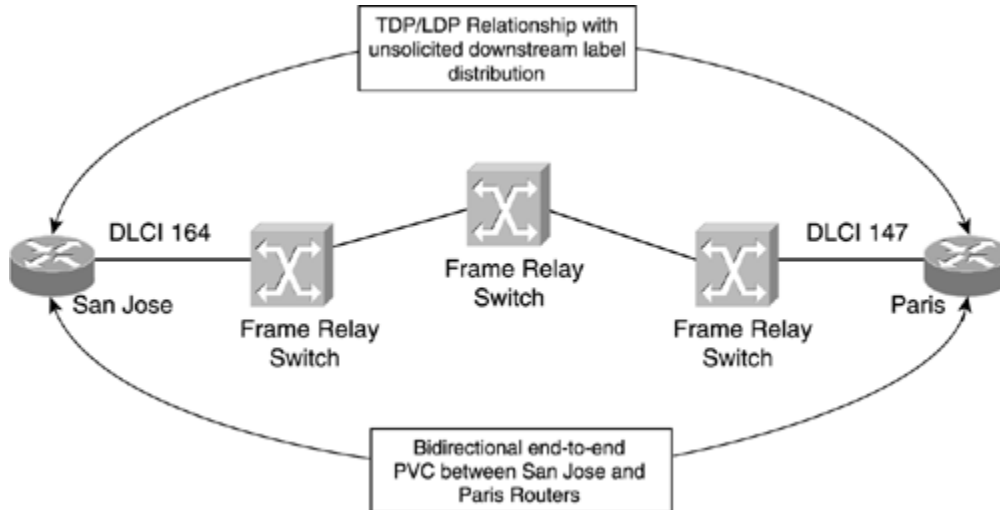 TDP/LDP Relationship with
unsolicited downstream label
distribution
DLCI 164
DLCI 147
San Jose
Frame Relay
Switch
Frame Relay
Switch
Frame Relay
Switch
Paris
Bidirectional end-to-end
PVC between San Jose and
Paris Routers